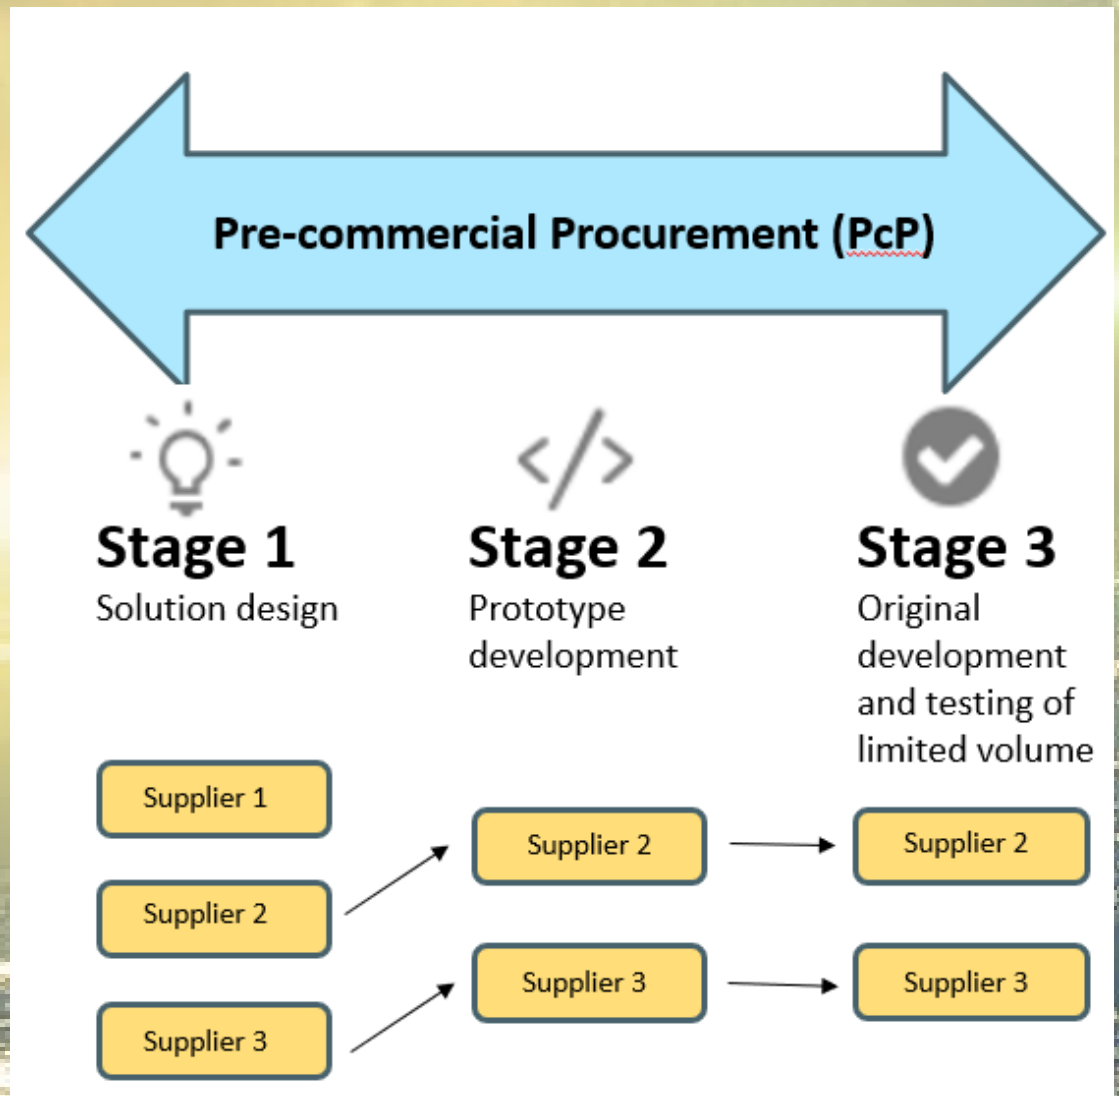 Pre-commercial Procurement (PcP)
Stage 1
Solution design
Stage 2
Prototype
development
Stage 3
Original
development
and testing of
limited volume
Supplier 1
Supplier 2
Supplier 3
Supplier 2
Supplier 3
Supplier 2
Supplier 3